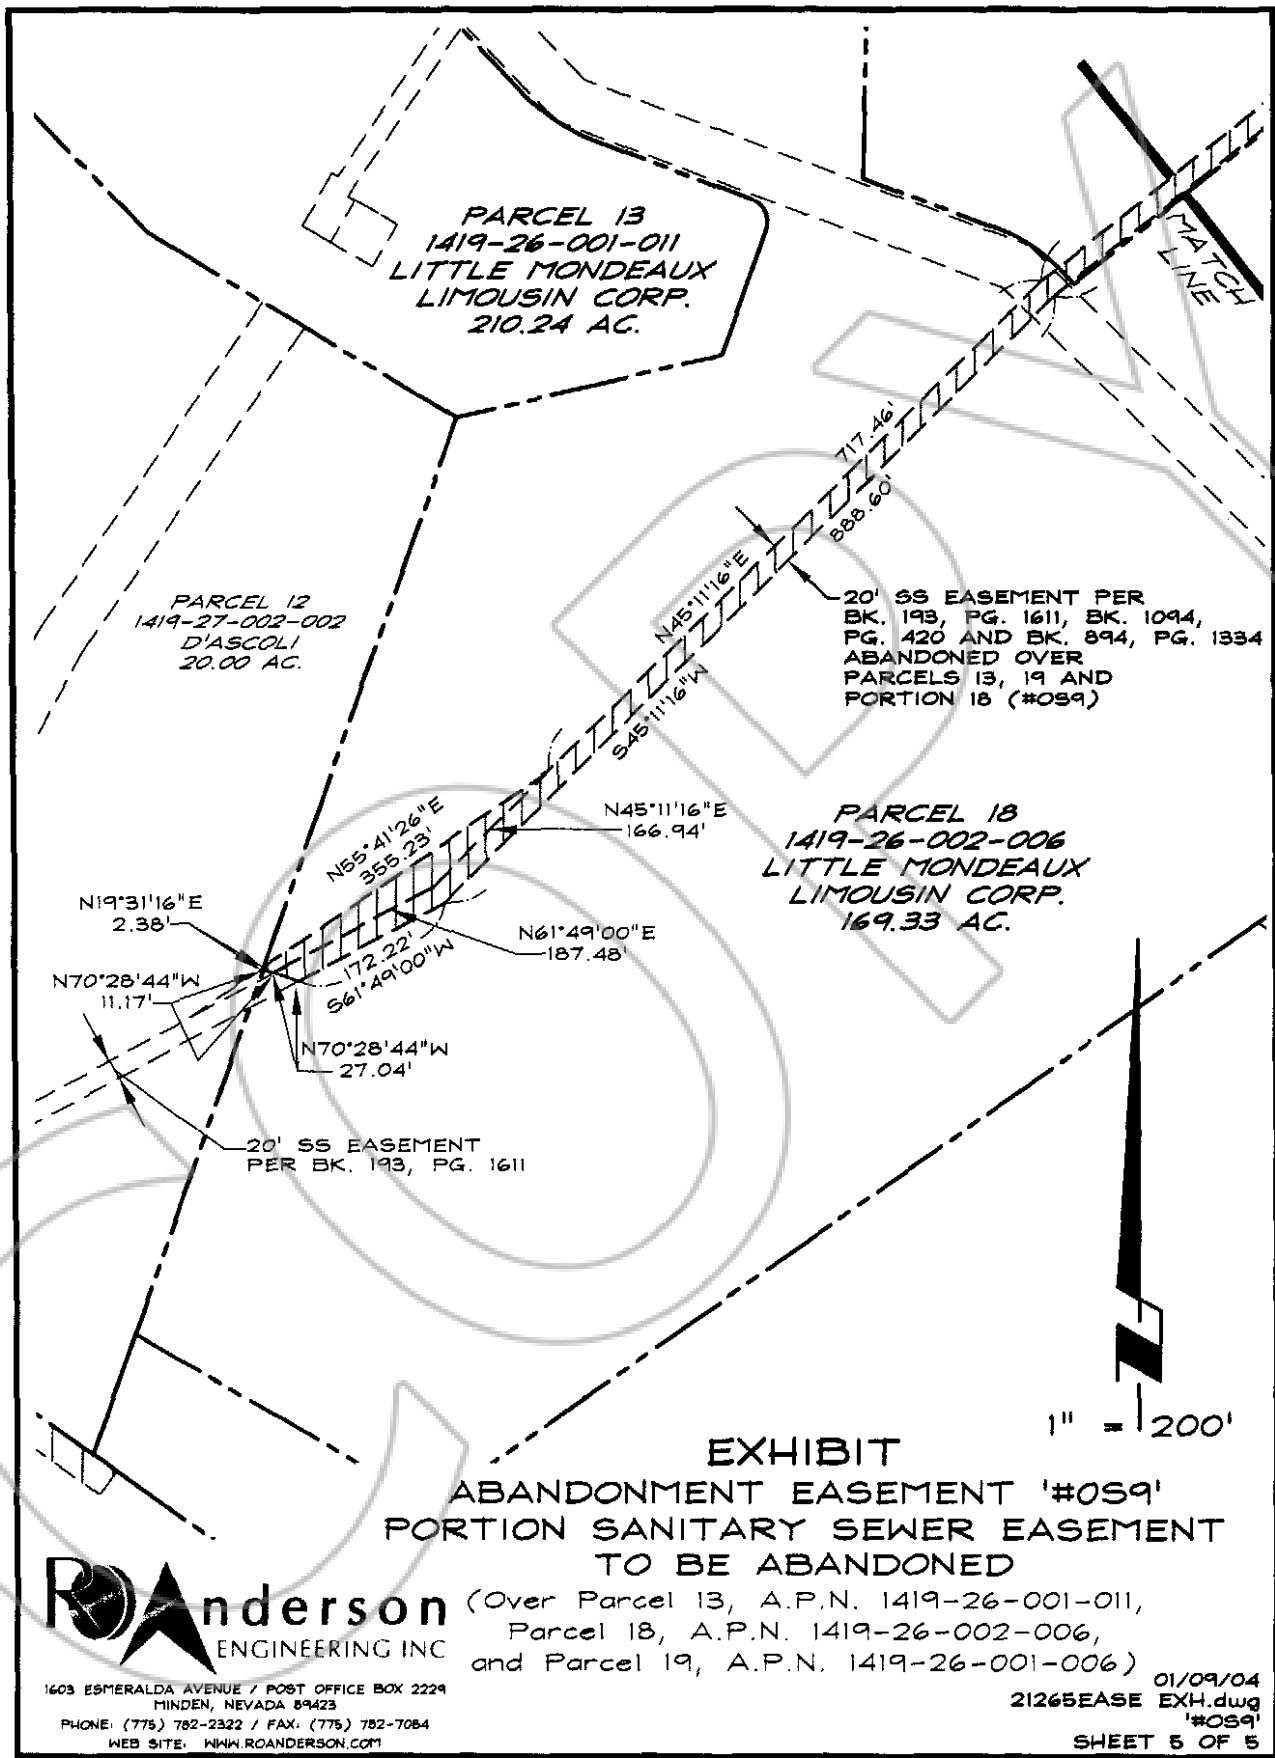 PARCEL 13
1419-26-001-011
LITTLE MONDEAUX
LIMOUSIN CORP.
210.24 AC.
MATCH
LINE
717.46'
888.60'
N45°11'16"E
S45°11'16"W
20' SS EASEMENT PER
BK. 193, PG. 1611, BK. 1094,
PG. 420 AND BK. 894, PG. 1334
ABANDONED OVER
PARCELS 13, 19 AND
PORTION 18 (#OS9)
PARCEL 12
1419-27-002-002
D'ASCOLI
20.00 AC.
N55°41'26"E
355.23'
N45°11'16"E
166.94'
PARCEL 18
1419-26-002-006
LITTLE MONDEAUX
LIMOUSIN CORP.
169.33 AC.
N19°31'16"E
2.38'
N61°49'00"E
187.48'
172.22'
S61°49'00"W
N70°28'44"W
11.17'
N70°28'44"W
27.04'
20' SS EASEMENT
PER BK. 193, PG. 1611
COPY
N
1" = 200'
EXHIBIT
ABANDONMENT EASEMENT '#OS9'
PORTION SANITARY SEWER EASEMENT
TO BE ABANDONED
(Over Parcel 13, A.P.N. 1419-26-001-011,
Parcel 18, A.P.N. 1419-26-002-006,
and Parcel 19, A.P.N. 1419-26-001-006)
ROAnderson
ENGINEERING INC
1603 ESMERALDA AVENUE / POST OFFICE BOX 2229
MINDEN, NEVADA 89423
PHONE: (775) 782-2322 / FAX: (775) 782-7084
WEB SITE: WWW.ROANDERSON.COM
01/09/04
21265EASE EXH.dwg
'#OS9'
SHEET 5 OF 5